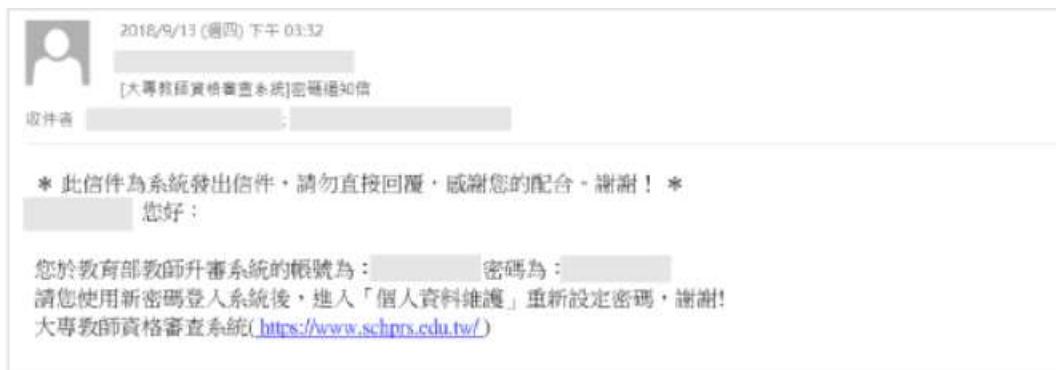 2018/9/13 (週四) 下午 03:32
[大專教師資格審查系統]密碼通知信
收件者 ;
＊ 此信件為系統發出信件，請勿直接回覆，感謝您的配合。謝謝！ ＊
您好：
您於教育部教師升審系統的帳號為： 密碼為：
請您使用新密碼登入系統後，進入「個人資料維護」重新設定密碼，謝謝!
大專教師資格審查系統( https://www.schprs.edu.tw/ )